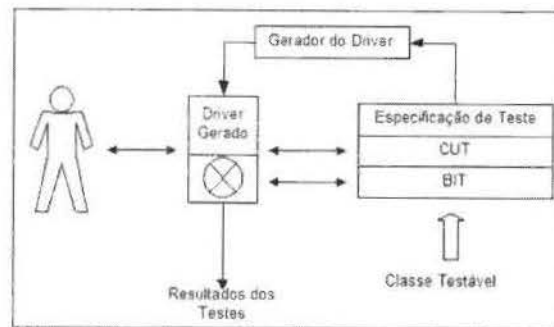 Gerador do Driver
Driver
Gerado
Especificação de Teste
CUT
BIT
Resultados dos
Testes
Classe Testável